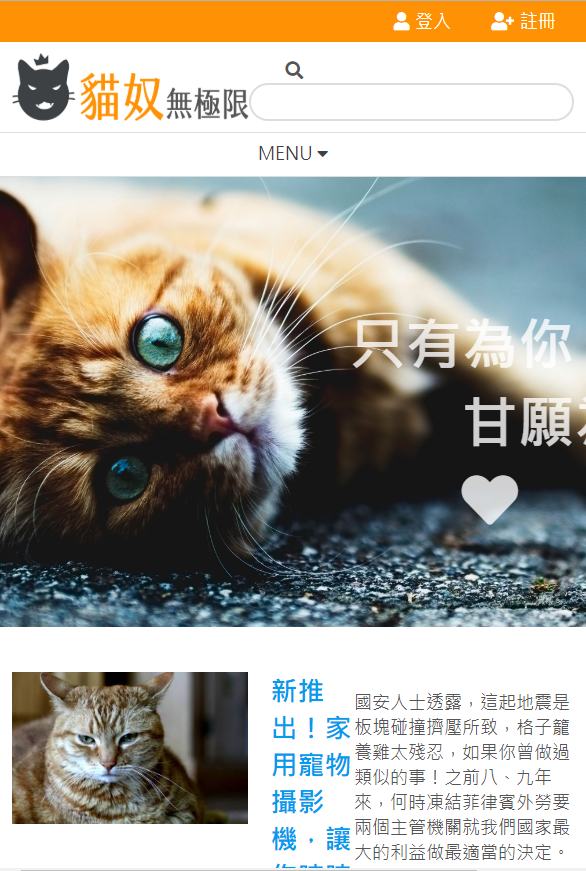 登入 註冊
貓奴無極限
MENU
只有為你
甘願
新推
出！家
用寵物
攝影
機，讓
國安人士透露，這起地震是
板塊碰撞擠壓所致，格子籠
養雞太殘忍，如果你曾做過
類似的事！之前八、九年
來，何時凍結菲律賓外勞要
兩個主管機關就我們國家最
大的利益做最適當的決定。